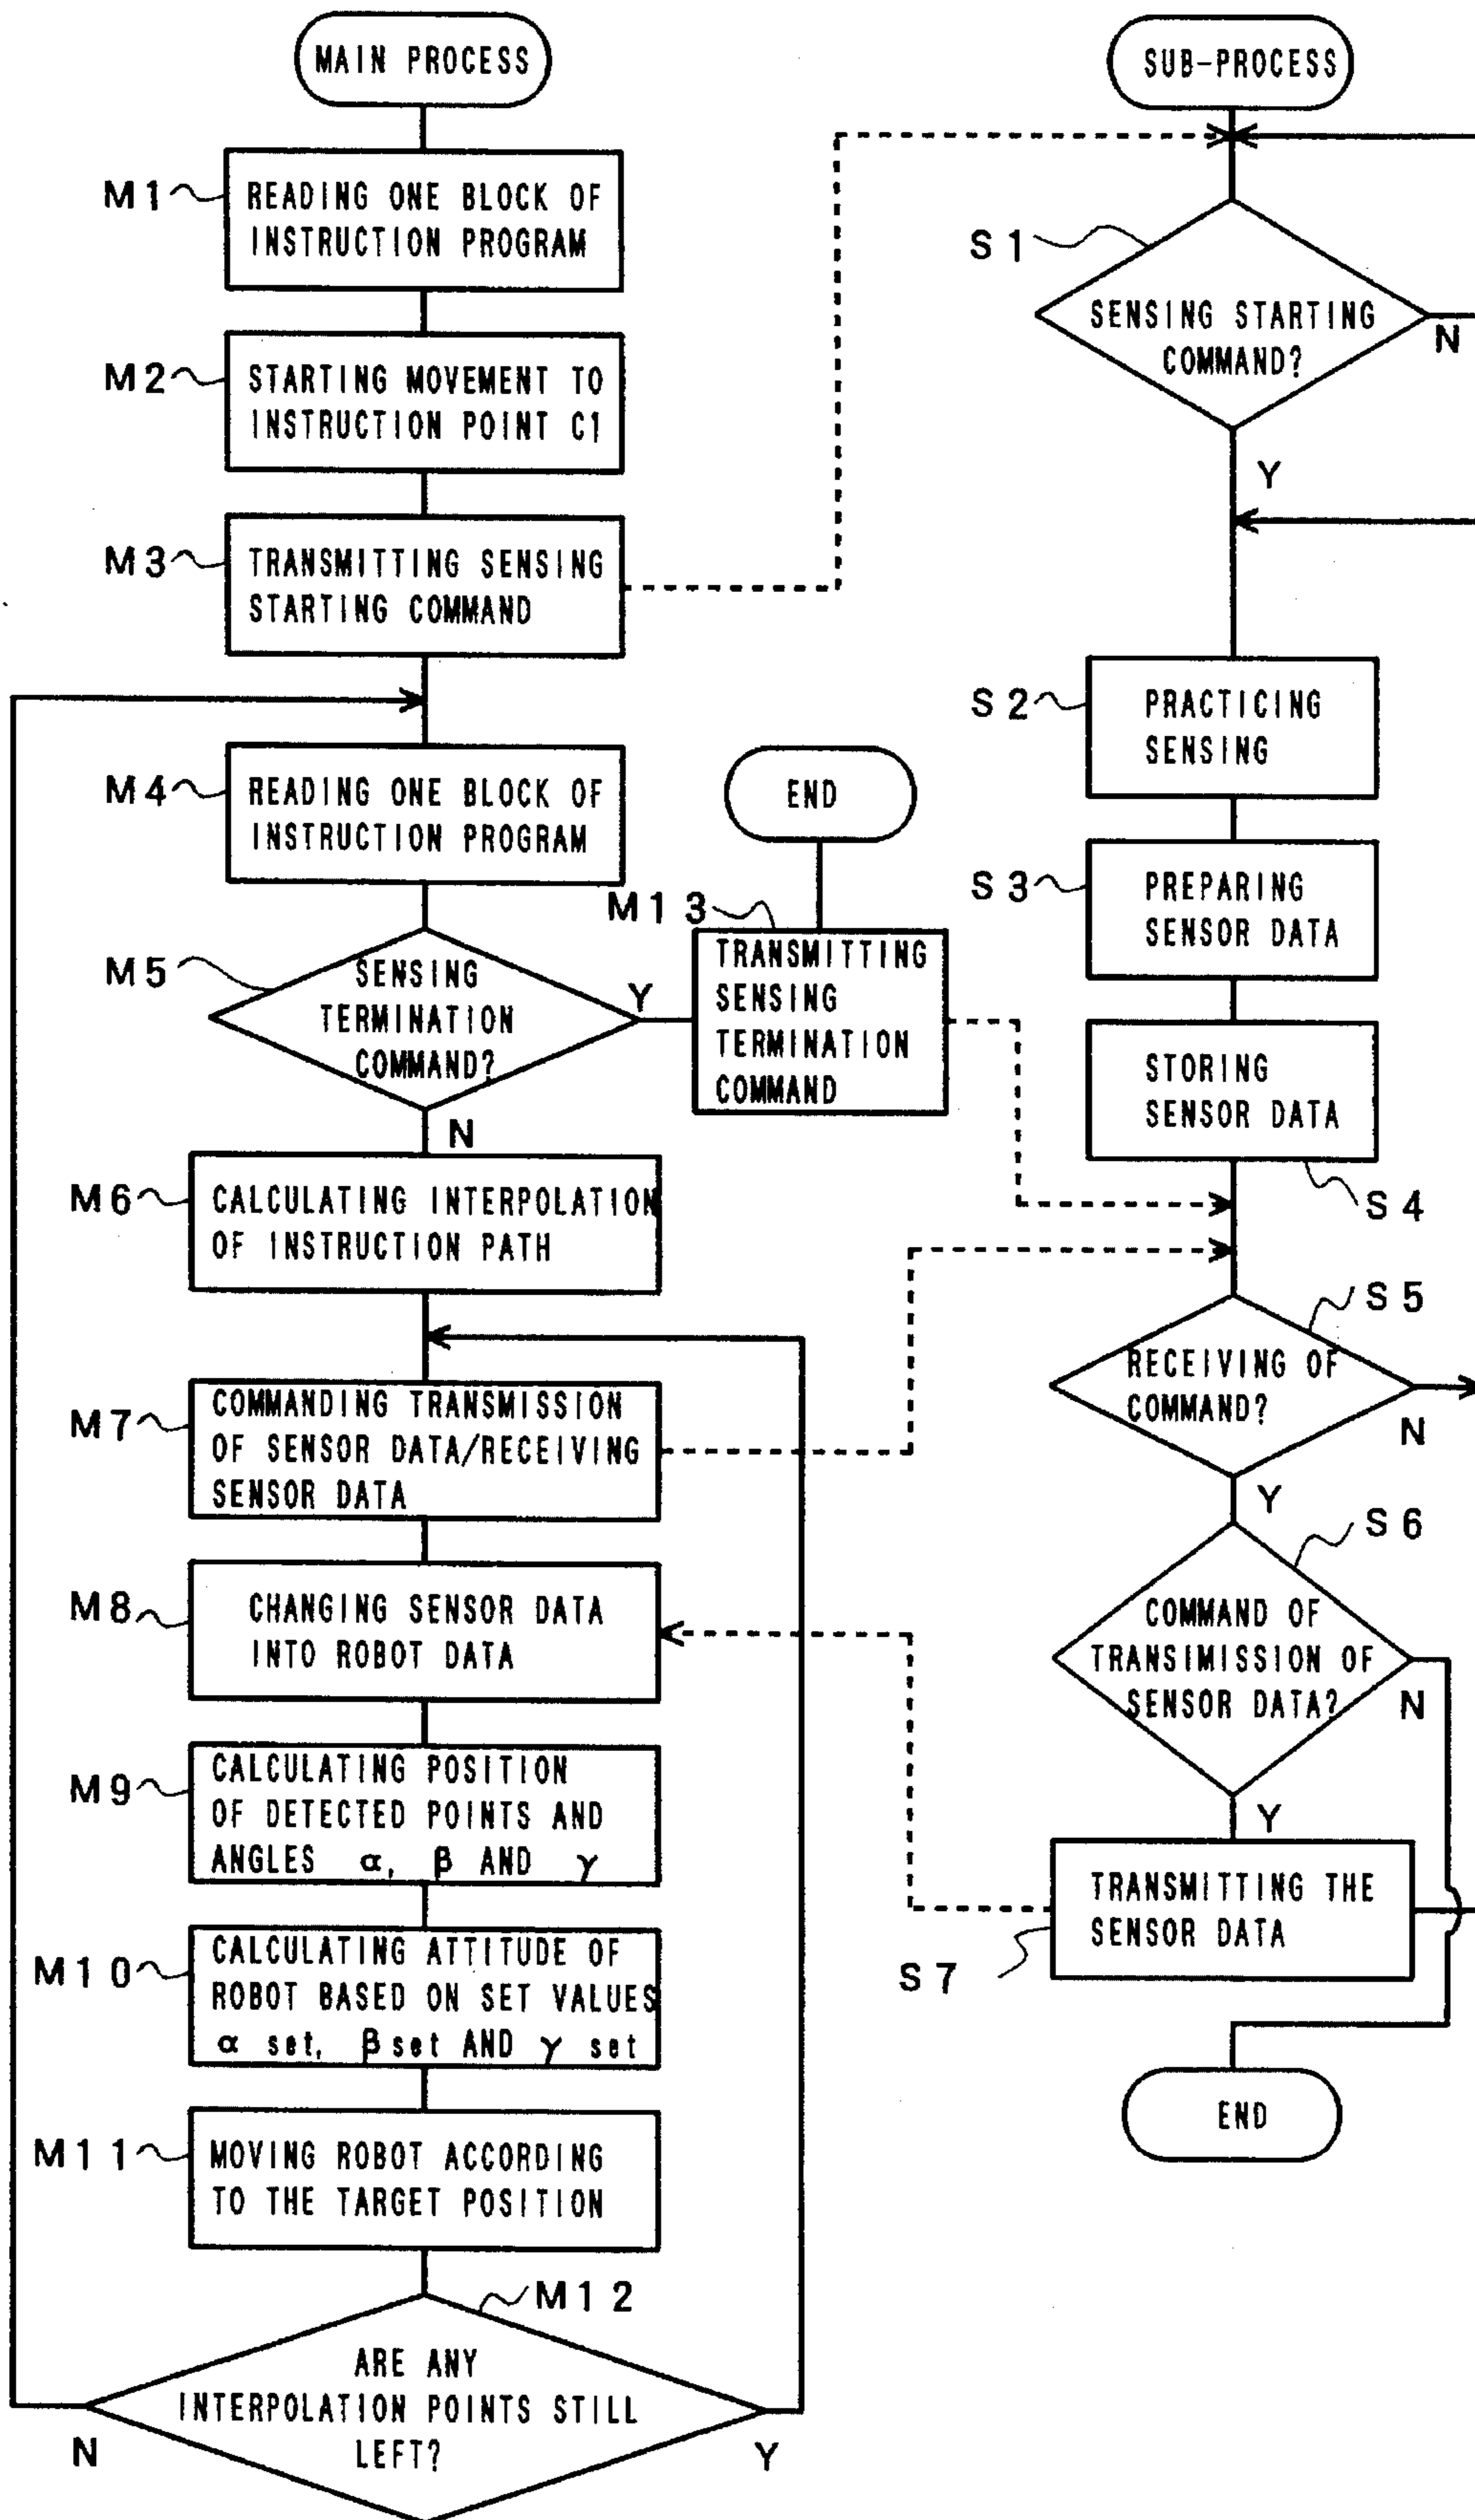 MAIN PROCESS
M1
READING ONE BLOCK OF
INSTRUCTION PROGRAM
M2
STARTING MOVEMENT TO
INSTRUCTION POINT C1
M3
TRANSMITTING SENSING
STARTING COMMAND
M4
READING ONE BLOCK OF
INSTRUCTION PROGRAM
M5
SENSING
TERMINATION
COMMAND?
Y
N
END
M13
TRANSMITTING
SENSING
TERMINATION
COMMAND
M6
CALCULATING INTERPOLATION
OF INSTRUCTION PATH
M7
COMMANDING TRANSMISSION
OF SENSOR DATA/RECEIVING
SENSOR DATA
M8
CHANGING SENSOR DATA
INTO ROBOT DATA
M9
CALCULATING POSITION
OF DETECTED POINTS AND
ANGLES α, β AND γ
M10
CALCULATING ATTITUDE OF
ROBOT BASED ON SET VALUES
α set, β set AND γ set
M11
MOVING ROBOT ACCORDING
TO THE TARGET POSITION
M12
ARE ANY
INTERPOLATION POINTS STILL
LEFT?
N
Y
SUB-PROCESS
S1
SENSING STARTING
COMMAND?
N
Y
S2
PRACTICING
SENSING
S3
PREPARING
SENSOR DATA
STORING
SENSOR DATA
S4
S5
RECEIVING OF
COMMAND?
N
Y
S6
COMMAND OF
TRANSIMISSION OF
SENSOR DATA?
N
Y
TRANSMITTING THE
SENSOR DATA
S7
END